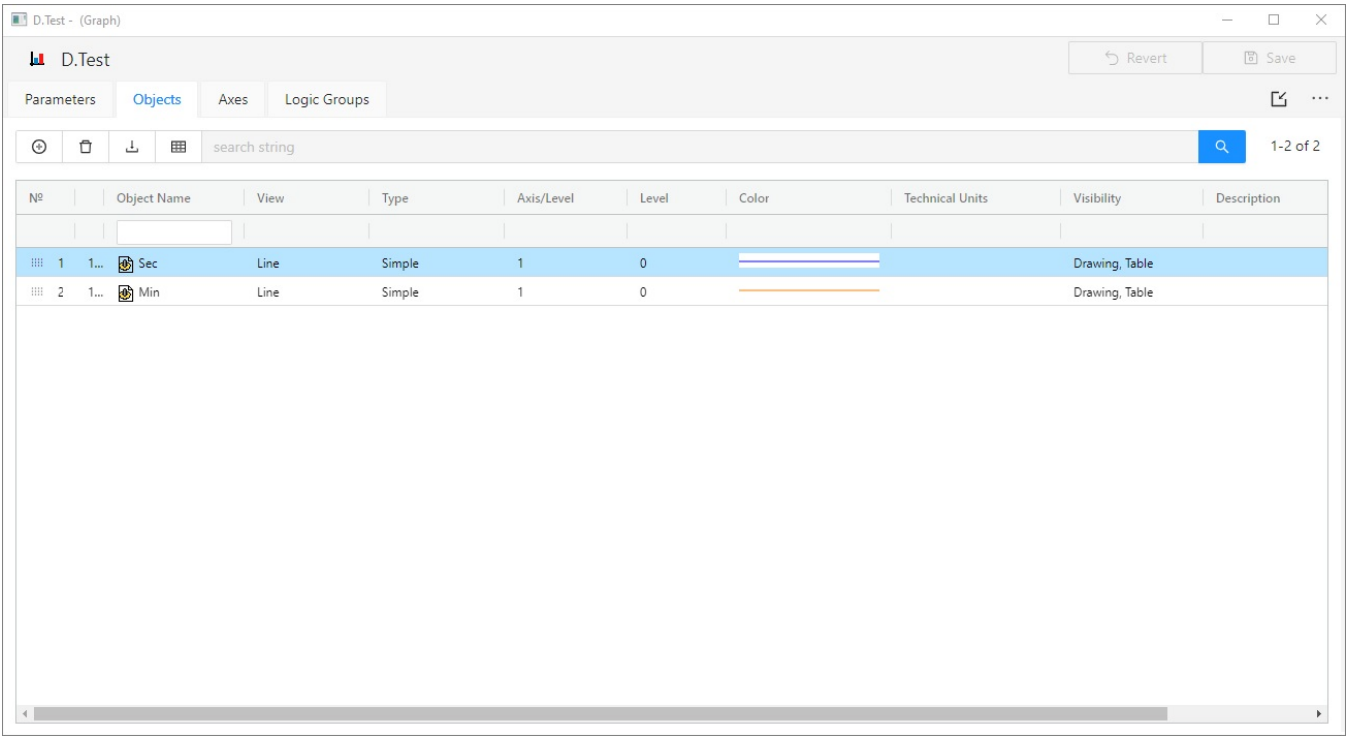 D.Test - (Graph)
D.Test
Revert
Save
Parameters Objects Axes Logic Groups
search string
1-2 of 2
№ Object Name View Type Axis/Level Level Color Technical Units Visibility Description
1 1... Sec Line Simple 1 0 Drawing, Table
2 1... Min Line Simple 1 0 Drawing, Table